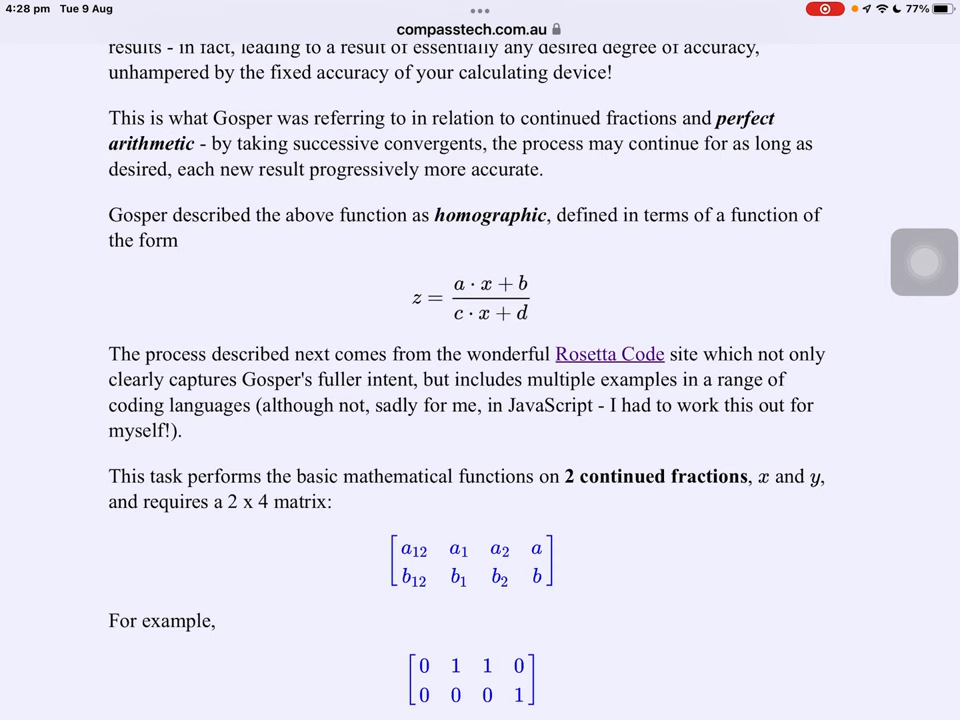 4:28 pm Tue 9 Aug
77%
compasstech.com.au
results - in fact, leading to a result of essentially any desired degree of accuracy,
unhampered by the fixed accuracy of your calculating device!
This is what Gosper was referring to in relation to continued fractions and perfect
arithmetic - by taking successive convergents, the process may continue for as long as
desired, each new result progressively more accurate.
Gosper described the above function as homographic, defined in terms of a function of
the form
z = (a · x + b) / (c · x + d)
The process described next comes from the wonderful Rosetta Code site which not only
clearly captures Gosper's fuller intent, but includes multiple examples in a range of
coding languages (although not, sadly for me, in JavaScript - I had to work this out for
myself!).
This task performs the basic mathematical functions on 2 continued fractions, x and y,
and requires a 2 x 4 matrix:
[a₁₂ a₁ a₂ a
b₁₂ b₁ b₂ b]
For example,
[0 1 1 0
0 0 0 1]